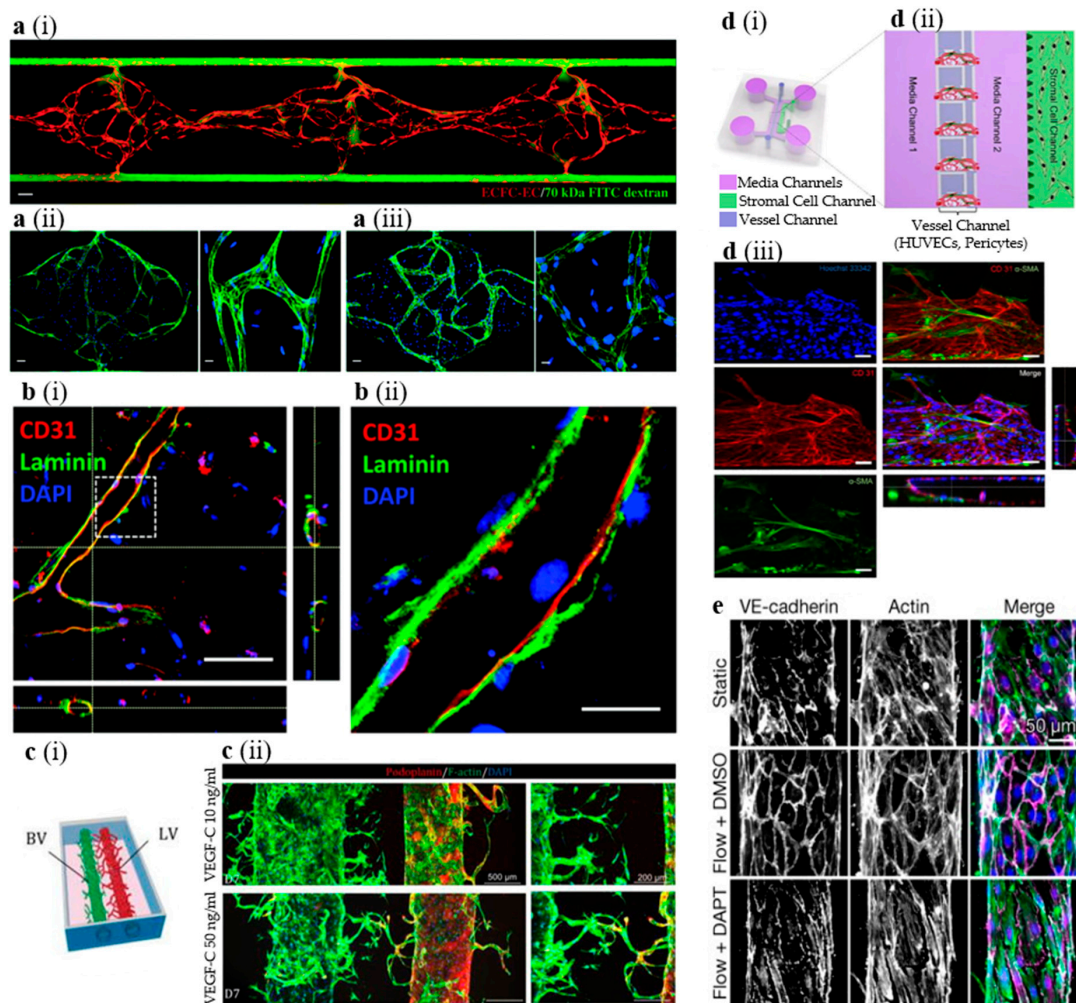 a (i)
ECFC-EC/70 kDa FITC dextran
a (ii)
a (iii)
b (i)
CD31
Laminin
DAPI
b (ii)
CD31
Laminin
DAPI
c (i)
BV
LV
c (ii)
Podoplanin/F-actin/DAPI
VEGF-C 10 ng/ml
D7
500 µm
200 µm
VEGF-C 50 ng/ml
D7
d (i)
Media Channels
Stromal Cell Channel
Vessel Channel
d (ii)
Media Channel 1
Media Channel 2
Stromal Cell Channel
Vessel Channel
(HUVECs, Pericytes)
d (iii)
Hoechst 33342
CD 31 α-SMA
CD 31
Merge
α-SMA
e
VE-cadherin
Actin
Merge
Static
50 µm
Flow + DMSO
Flow + DAPT